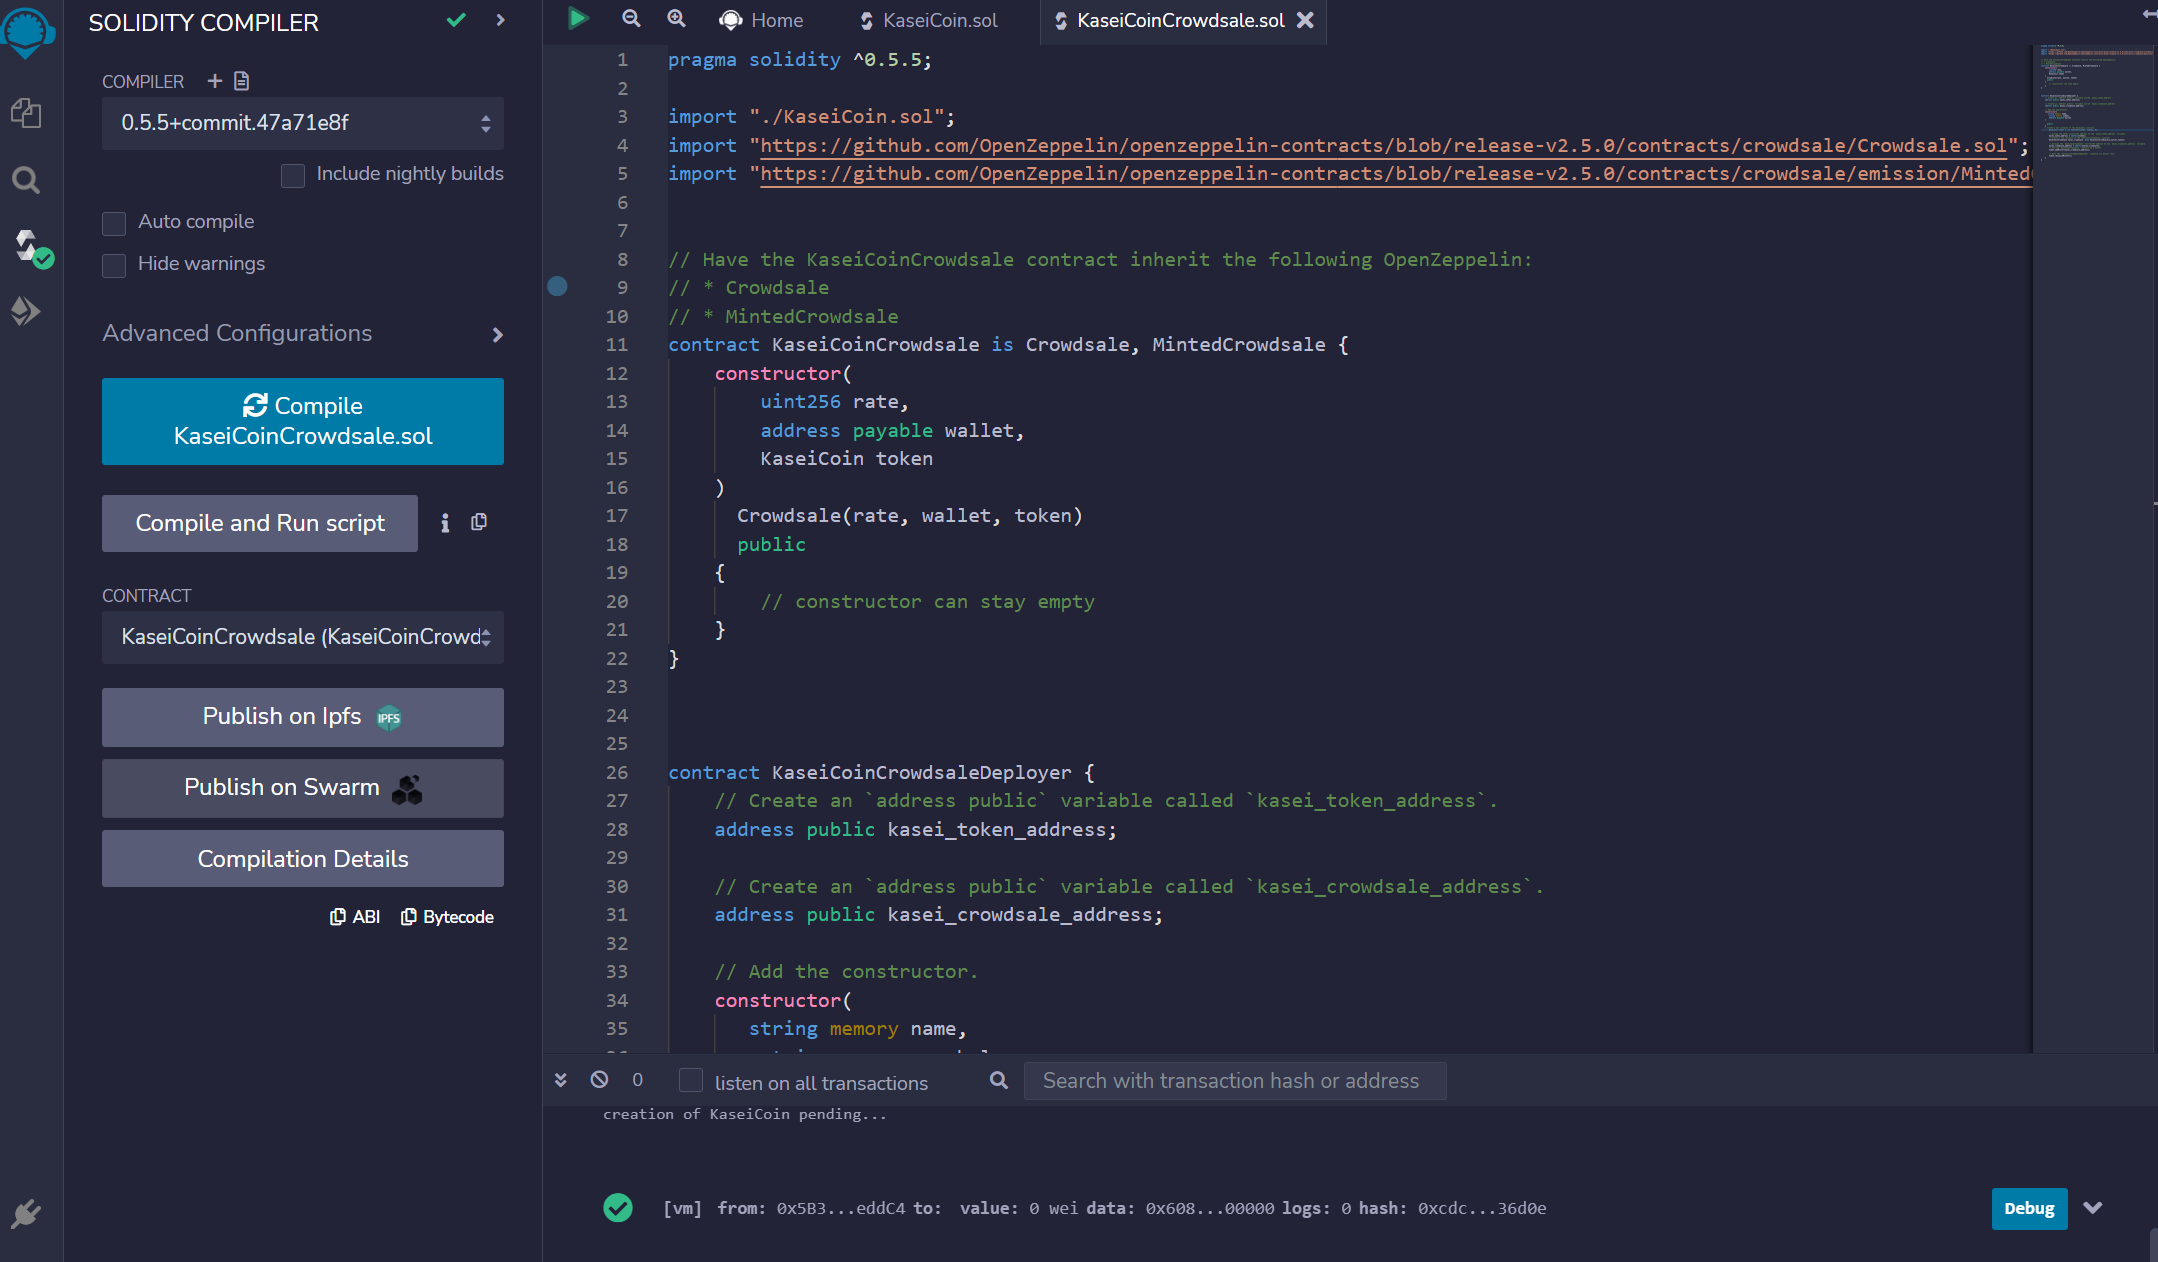 SOLIDITY COMPILER
COMPILER
0.5.5+commit.47a71e8f
Include nightly builds
Auto compile
Hide warnings
Advanced Configurations
Compile
KaseiCoinCrowdsale.sol
Compile and Run script
CONTRACT
KaseiCoinCrowdsale (KaseiCoinCrowd
Publish on Ipfs IPFS
Publish on Swarm
Compilation Details
ABI Bytecode
Home KaseiCoin.sol KaseiCoinCrowdsale.sol
1 pragma solidity ^0.5.5;
2
3 import "./KaseiCoin.sol";
4 import "https://github.com/OpenZeppelin/openzeppelin-contracts/blob/release-v2.5.0/contracts/crowdsale/Crowdsale.sol";
5 import "https://github.com/OpenZeppelin/openzeppelin-contracts/blob/release-v2.5.0/contracts/crowdsale/emission/Minted
6
7
8 // Have the KaseiCoinCrowdsale contract inherit the following OpenZeppelin:
9 // * Crowdsale
10 // * MintedCrowdsale
11 contract KaseiCoinCrowdsale is Crowdsale, MintedCrowdsale {
12 constructor(
13 uint256 rate,
14 address payable wallet,
15 KaseiCoin token
16 )
17 Crowdsale(rate, wallet, token)
18 public
19 {
20 // constructor can stay empty
21 }
22 }
23
24
25
26 contract KaseiCoinCrowdsaleDeployer {
27 // Create an `address public` variable called `kasei_token_address`.
28 address public kasei_token_address;
29
30 // Create an `address public` variable called `kasei_crowdsale_address`.
31 address public kasei_crowdsale_address;
32
33 // Add the constructor.
34 constructor(
35 string memory name,
0 listen on all transactions Search with transaction hash or address
creation of KaseiCoin pending...
[vm] from: 0x5B3...eddC4 to: value: 0 wei data: 0x608...00000 logs: 0 hash: 0xcdc...36d0e
Debug